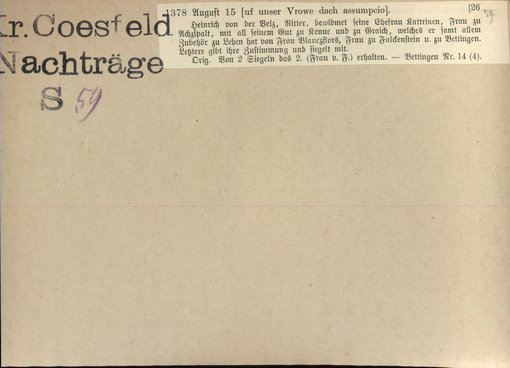 Kr. Coesfeld
Nachträge
S 59
[26
1378 August 15 [uf unser Vrowe dach assumpcio].
Heinrich von der Velz, Ritter, bewidmet seine Ehefrau Kattrinen, Frau zu
Achzpalt, mit all seinem Gut zu Kenne und zu Graich, welches er samt allem
Zubehör zu Lehen hat von Frau Blanczflors, Frau zu Falckenstein u. zu Bettingen.
Letztere gibt ihre Zustimmung und siegelt mit.
Orig. Von 2 Siegeln das 2. (Frau v. F.) erhalten. — Bettingen Nr. 14 (4).